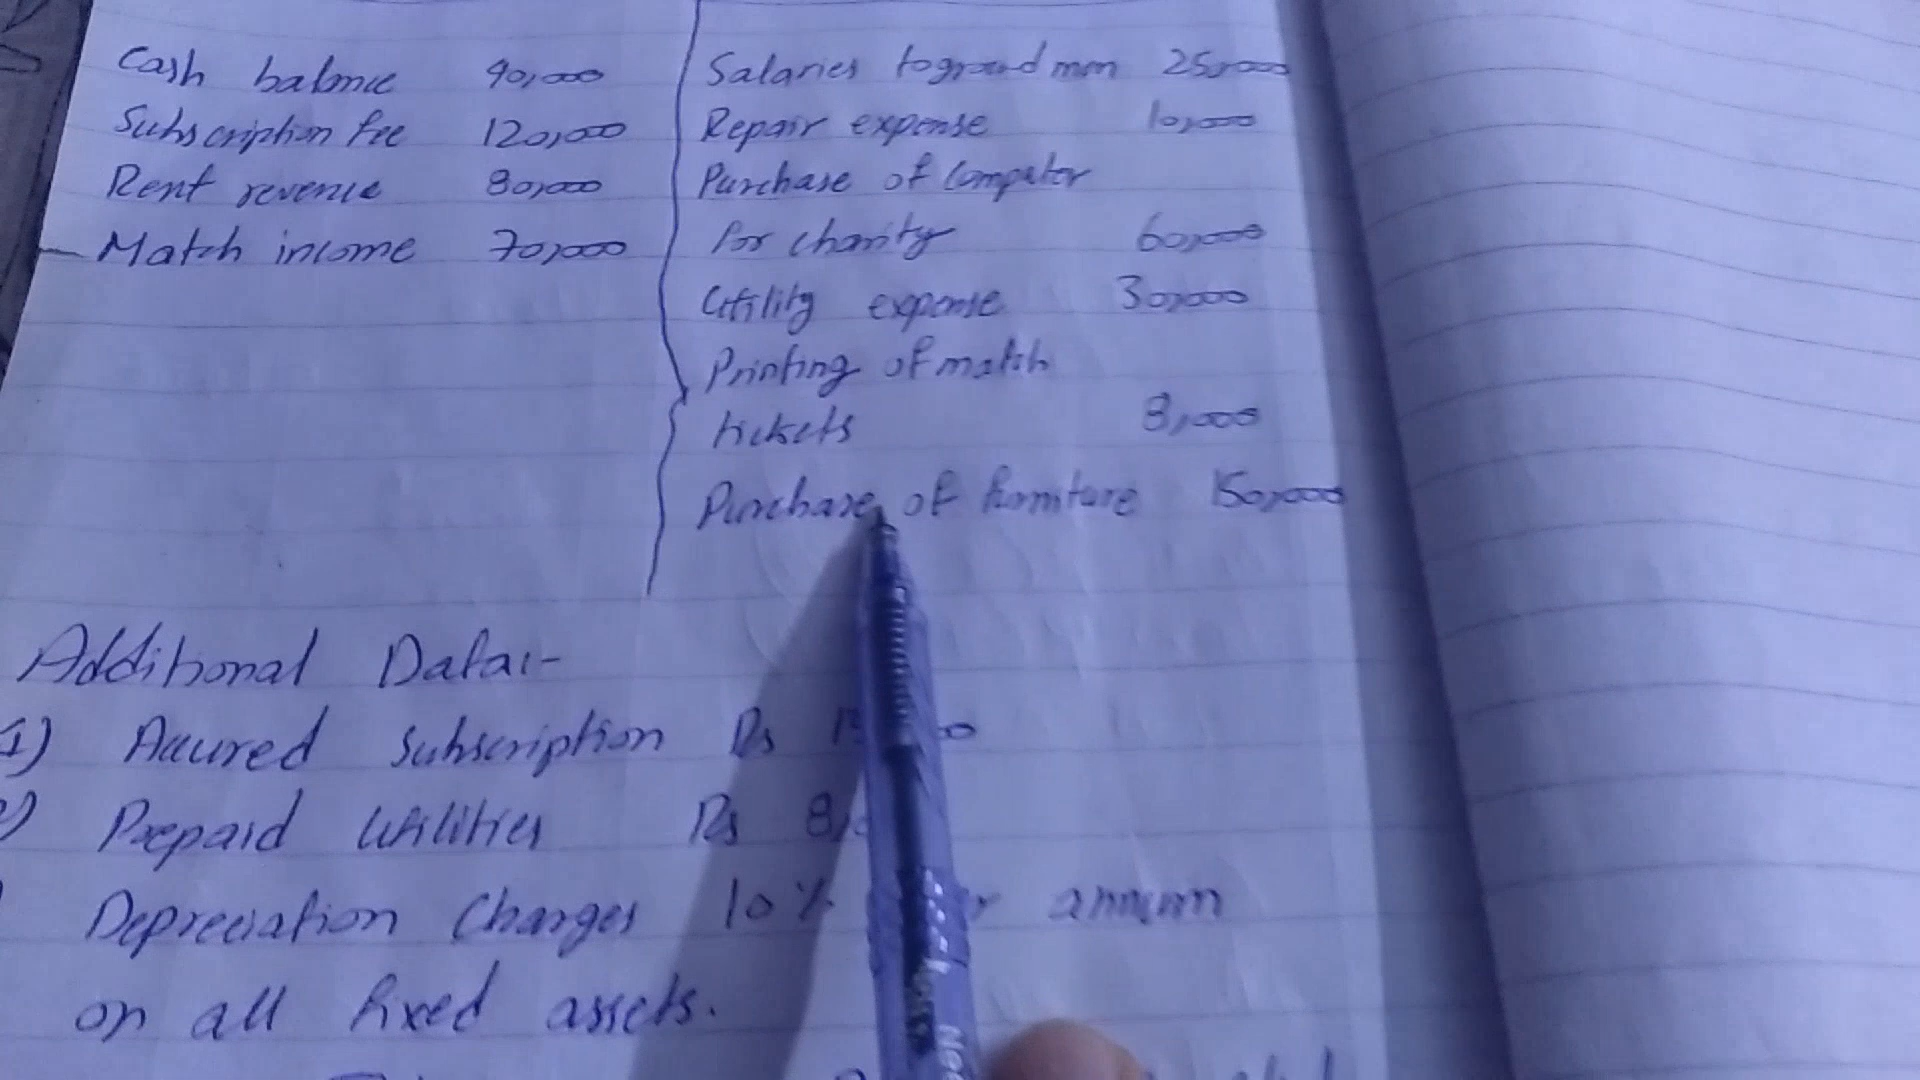 Cash balance 40,000
Subscription fee 120,000
Rent revenue 80,000
Match income 70,000
Salaries to ground men 25,000
Repair expense 10,000
Purchase of Computer
for charity 60,000
Utility expense 30,000
Printing of match
tickets 8,000
Purchase of furniture 150,000
Additional Data:-
Accured Subscription Rs
Prepaid Utilities Rs
Depreciation Charges 10% annum
on all fixed assets.